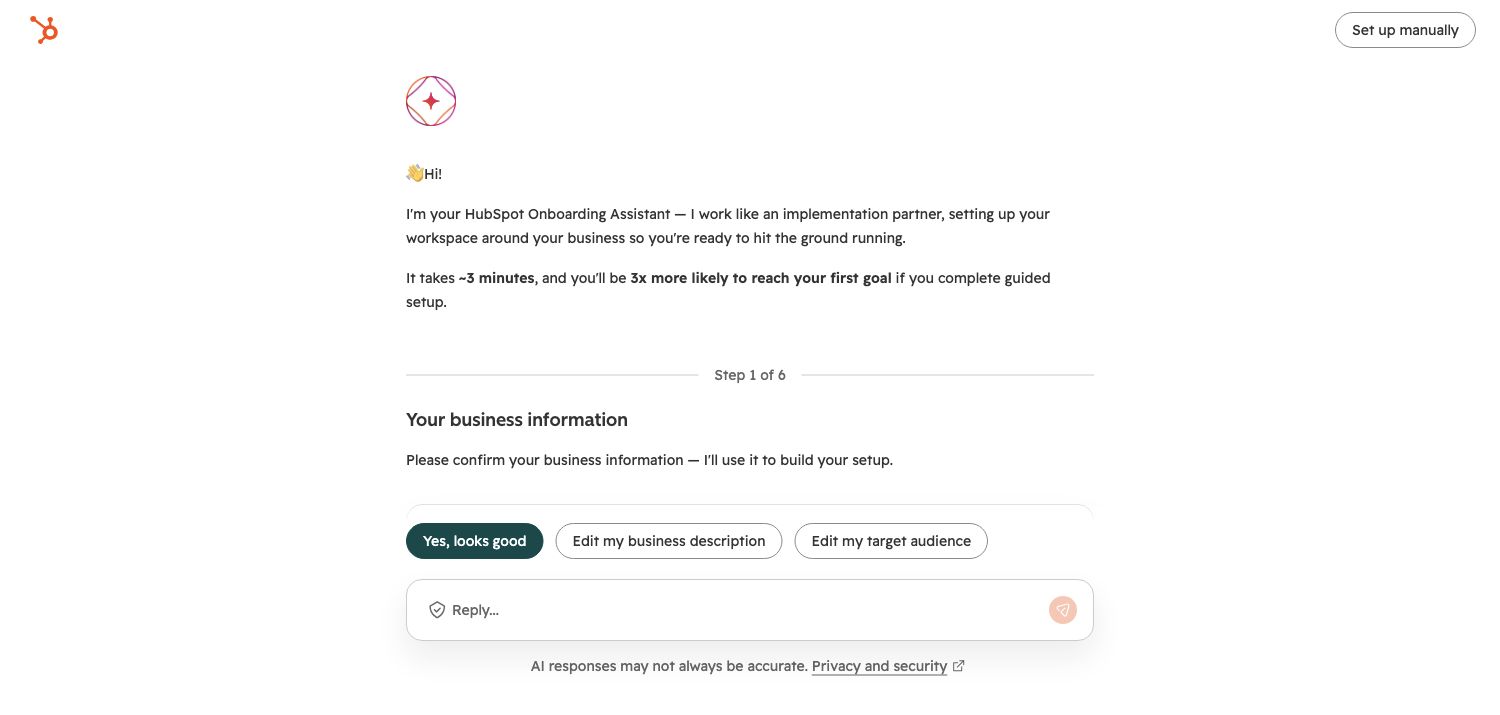 Set up manually
👋Hi!
I'm your HubSpot Onboarding Assistant — I work like an implementation partner, setting up your
workspace around your business so you're ready to hit the ground running.
It takes ~3 minutes, and you'll be 3x more likely to reach your first goal if you complete guided
setup.
Step 1 of 6
Your business information
Please confirm your business information — I'll use it to build your setup.
Yes, looks good
Edit my business description
Edit my target audience
Reply...
AI responses may not always be accurate. Privacy and security